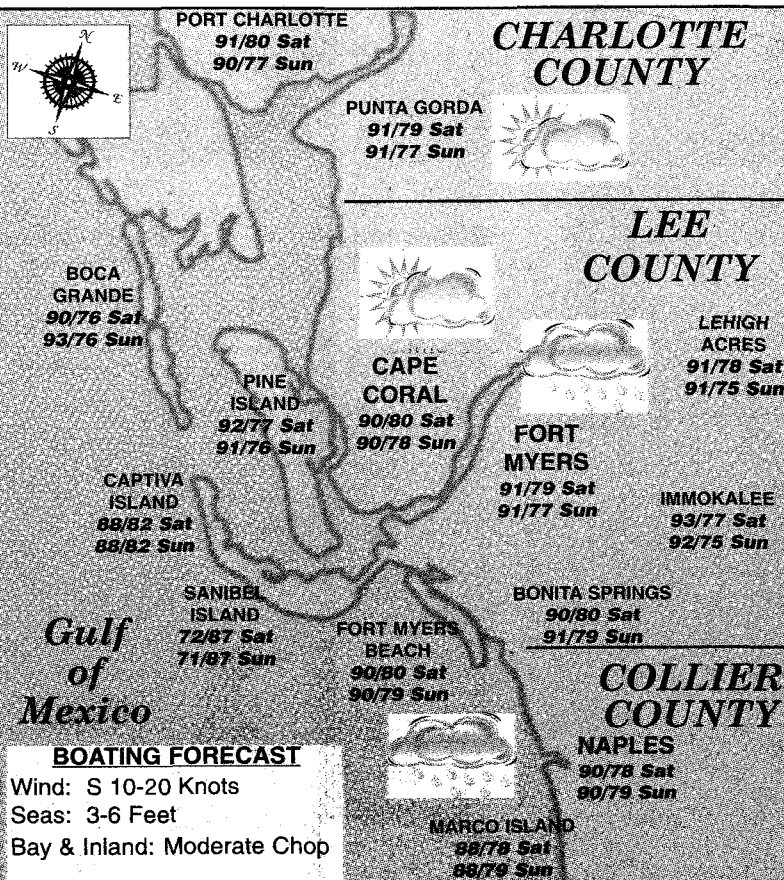 PORT CHARLOTTE
91/80 Sat
90/77 Sun
CHARLOTTE
COUNTY
N
W
E
S
PUNTA GORDA
91/79 Sat
91/77 Sun
LEE
COUNTY
BOCA
GRANDE
90/76 Sat
93/76 Sun
LEHIGH
ACRES
91/78 Sat
91/75 Sun
CAPE
CORAL
90/80 Sat
90/78 Sun
PINE
ISLAND
92/77 Sat
91/76 Sun
FORT
MYERS
91/79 Sat
91/77 Sun
CAPTIVA
ISLAND
88/82 Sat
88/82 Sun
IMMOKALEE
93/77 Sat
92/75 Sun
SANIBEL
ISLAND
72/87 Sat
71/87 Sun
BONITA SPRINGS
90/80 Sat
91/79 Sun
FORT MYERS
BEACH
90/80 Sat
90/79 Sun
Gulf
of
Mexico
COLLIER
COUNTY
NAPLES
90/78 Sat
90/79 Sun
BOATING FORECAST
Wind: S 10-20 Knots
Seas: 3-6 Feet
Bay & Inland: Moderate Chop
MARCO ISLAND
88/78 Sat
88/79 Sun